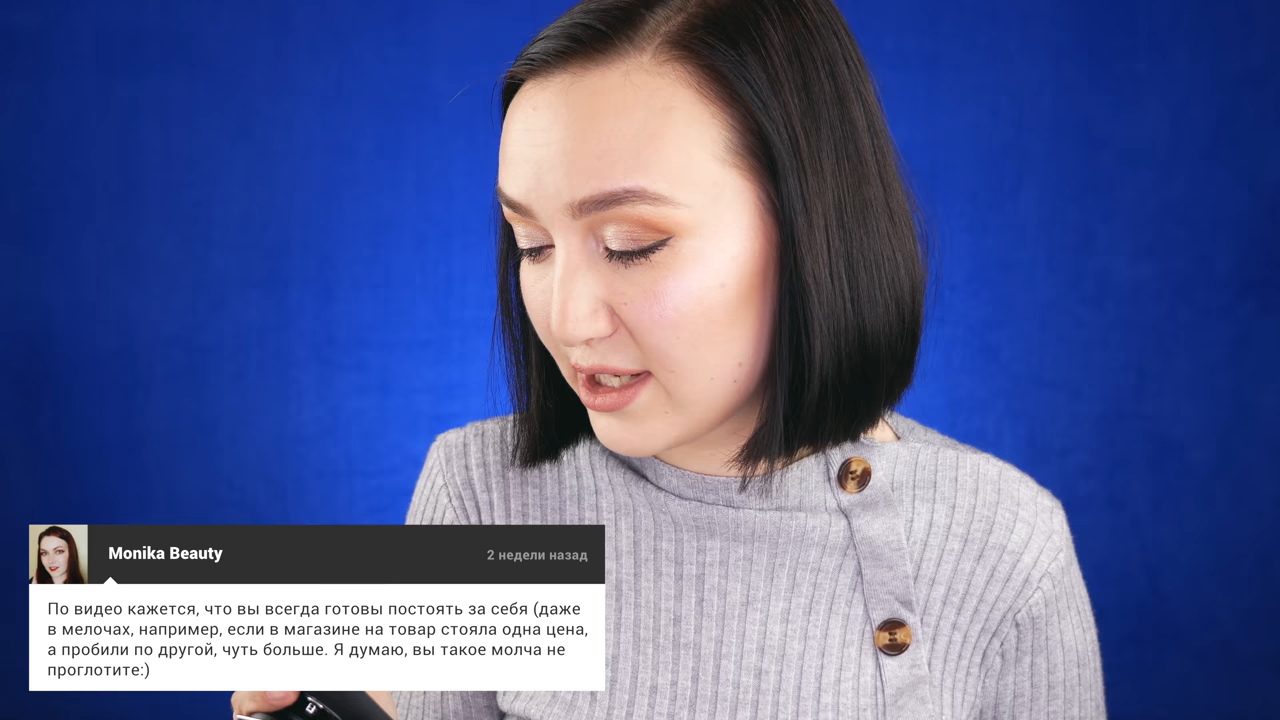 Monika Beauty
2 недели назад
По видео кажется, что вы всегда готовы постоять за себя (даже
в мелочах, например, если в магазине на товар стояла одна цена,
а пробили по другой, чуть больше. Я думаю, вы такое молча не
проглотите:)